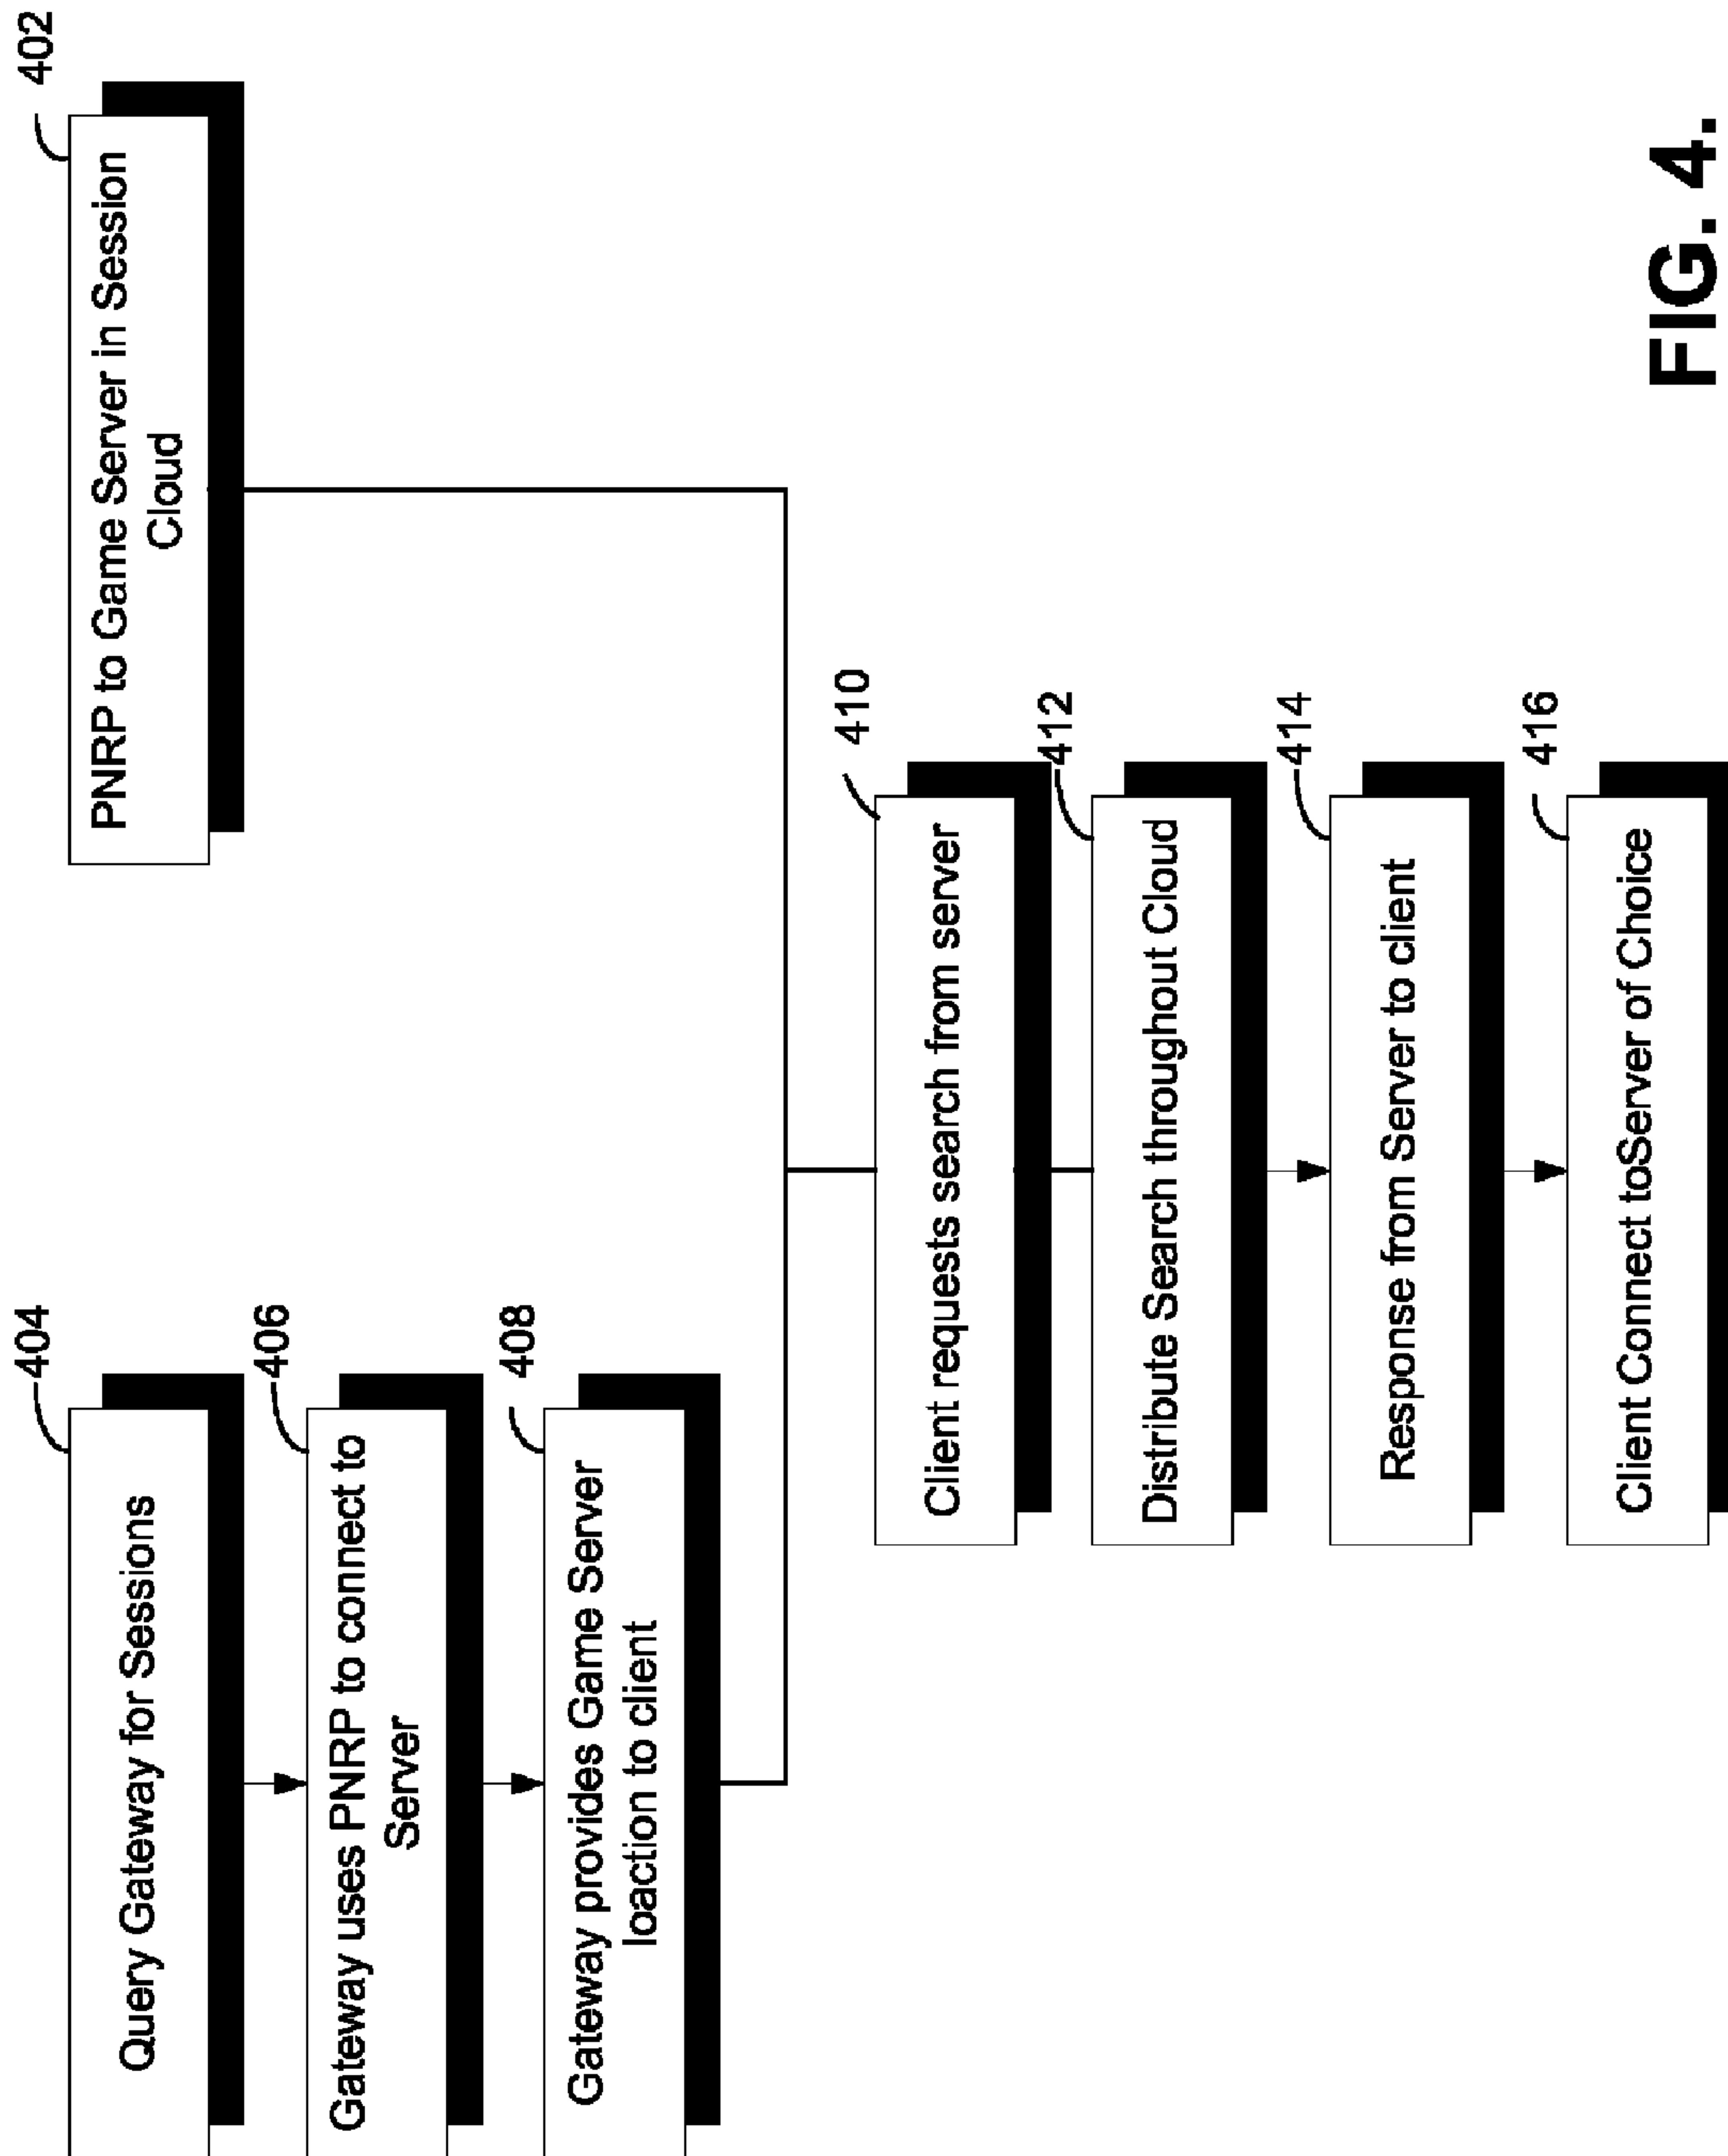 404
Query Gateway for Sessions
406
Gateway uses PNRP to connect to
Server
408
Gateway provides Game Server
loaction to client
402
PNRP to Game Server in Session
Cloud
410
Client requests search from server
412
Distribute Search throughout Cloud
414
Response from Server to client
416
Client Connect toServer of Choice
FIG. 4.